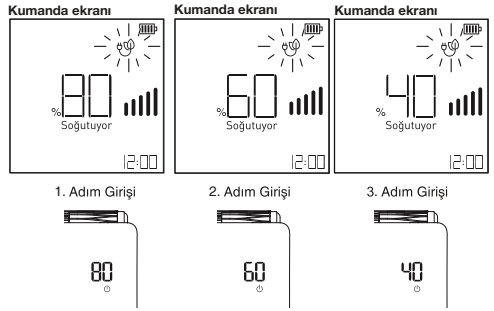 Kumanda ekranı Kumanda ekranı Kumanda ekranı
%80 %60 %40
Soğutuyor Soğutuyor Soğutuyor
12:00 12:00 12:00
1. Adım Girişi 2. Adım Girişi 3. Adım Girişi
80 60 40